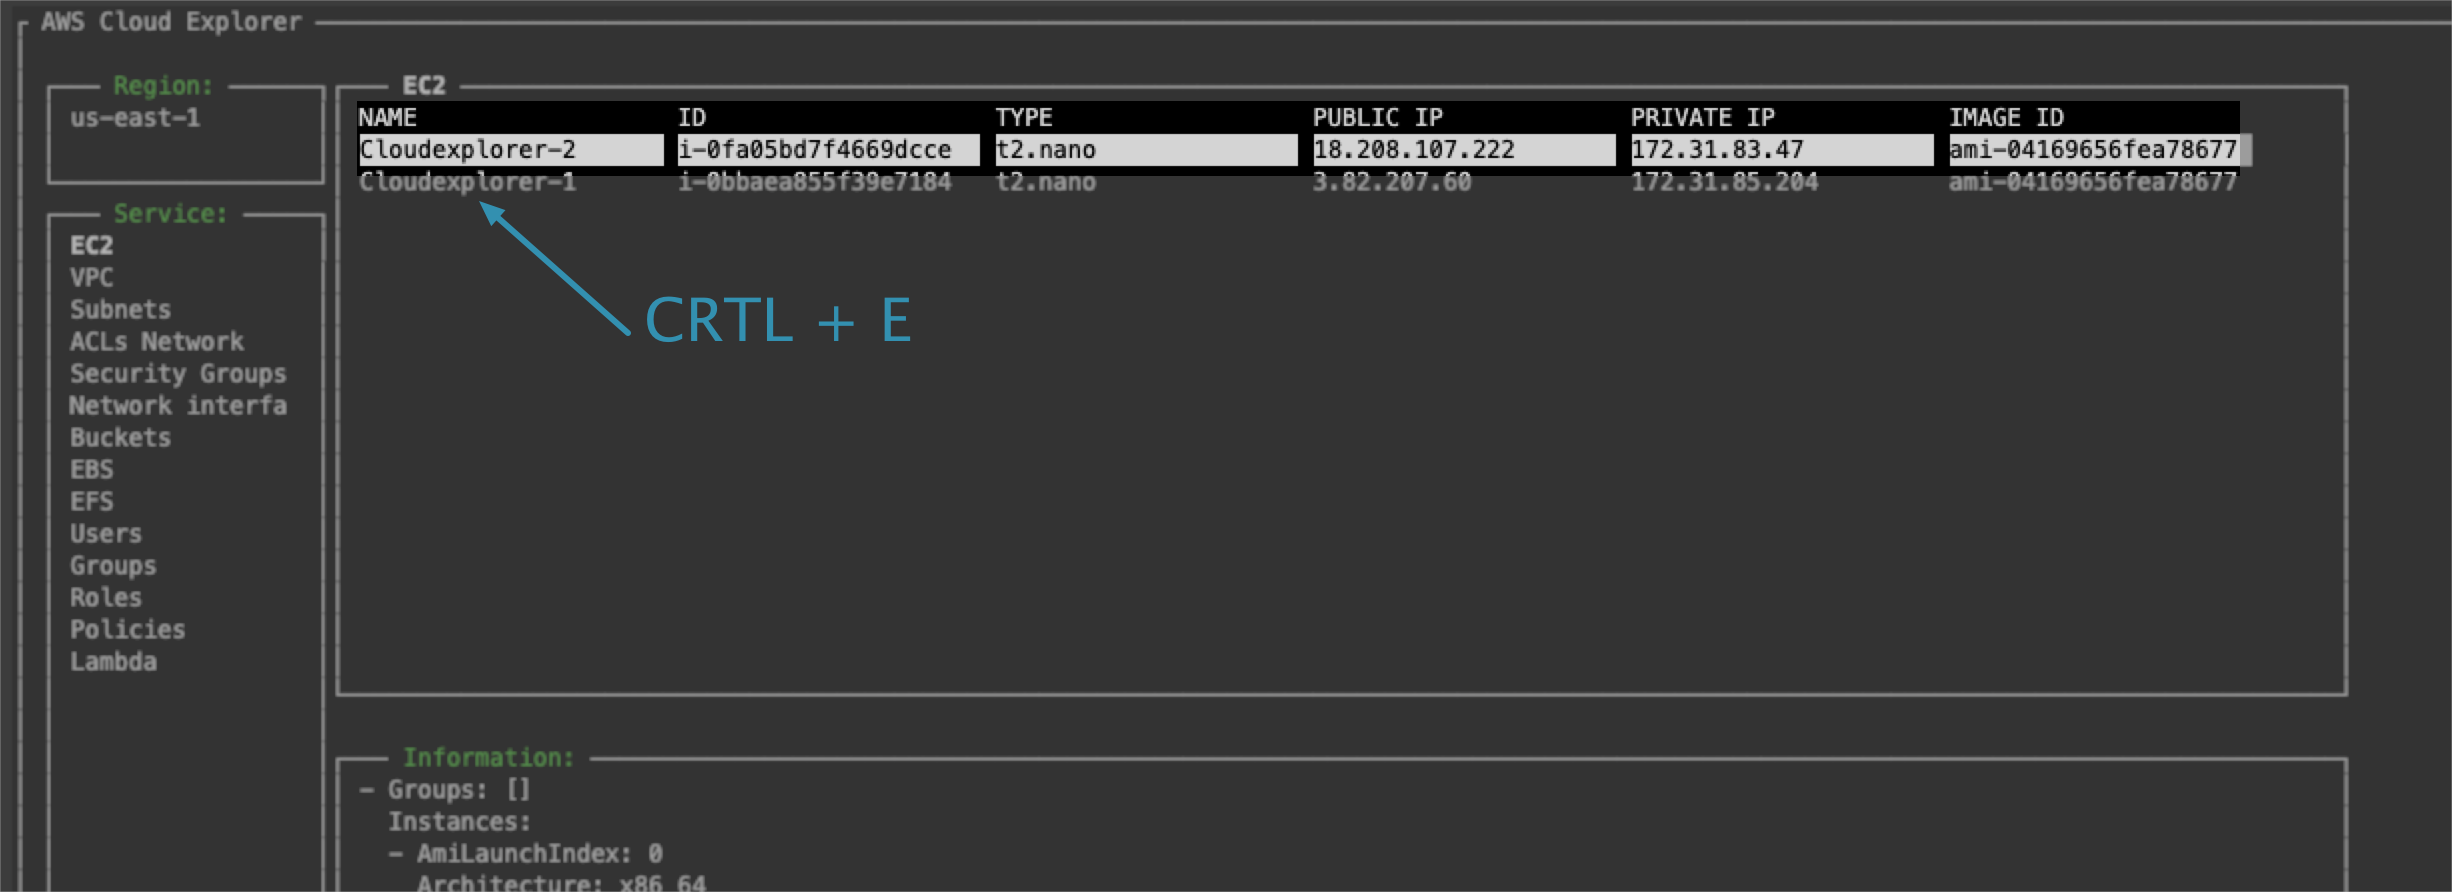 AWS Cloud Explorer
Region:
us-east-1
Service:
EC2
VPC
Subnets
ACLs Network
Security Groups
Network interfa
Buckets
EBS
EFS
Users
Groups
Roles
Policies
Lambda
EC2
NAME ID TYPE PUBLIC IP PRIVATE IP IMAGE ID
Cloudexplorer-2 i-0fa05bd7f4669dcce t2.nano 18.208.107.222 172.31.83.47 ami-04169656fea78677
Cloudexplorer-1 i-0bbaea855f39e7184 t2.nano 3.82.207.60 172.31.85.204 ami-04169656fea78677
CRTL + E
Information:
- Groups: []
Instances:
- AmiLaunchIndex: 0
Architecture: x86_64